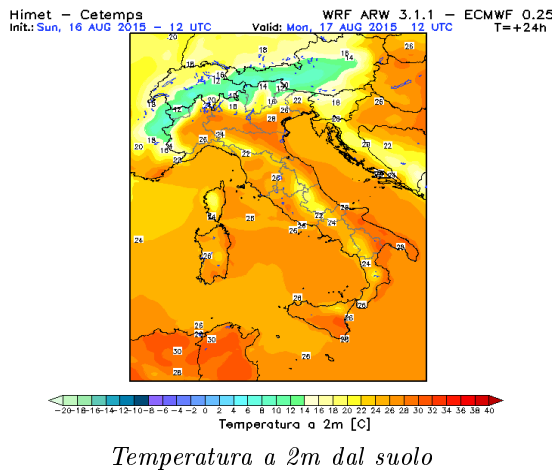 Himet – Cetemps WRF ARW 3.1.1 – ECMWF 0.25
Init.: Sun, 16 AUG 2015 – 12 UTC Valid: Mon, 17 AUG 2015 12 UTC T=+24h
-20-18-16-14-12-10-8 -6 -4 -2 0 2 4 6 8 10 12 14 16 18 20 22 24 26 28 30 32 34 36 38 40
Temperatura a 2m [C]
Temperatura a 2m dal suolo